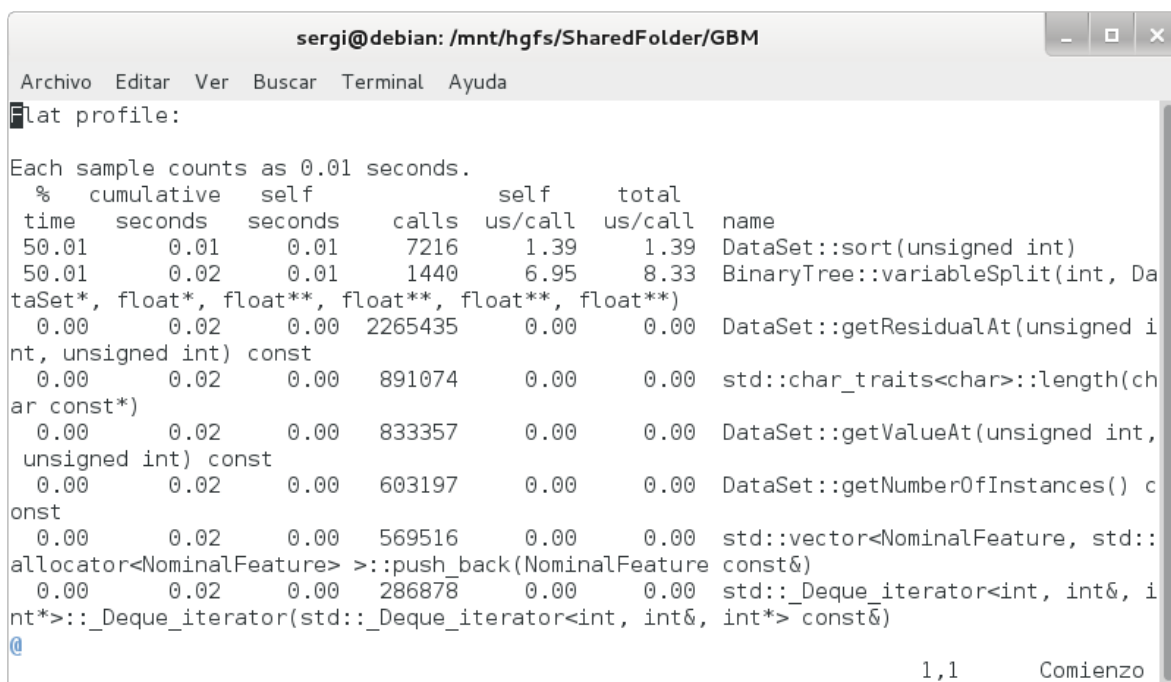 sergi@debian: /mnt/hgfs/SharedFolder/GBM
Archivo Editar Ver Buscar Terminal Ayuda
Flat profile:
Each sample counts as 0.01 seconds.
  %   cumulative   self              self     total
 time   seconds   seconds    calls  us/call  us/call  name
 50.01      0.01     0.01     7216     1.39     1.39  DataSet::sort(unsigned int)
 50.01      0.02     0.01     1440     6.95     8.33  BinaryTree::variableSplit(int, Da
taSet*, float*, float**, float**, float**, float**)
  0.00      0.02     0.00  2265435     0.00     0.00  DataSet::getResidualAt(unsigned i
nt, unsigned int) const
  0.00      0.02     0.00   891074     0.00     0.00  std::char_traits<char>::length(ch
ar const*)
  0.00      0.02     0.00   833357     0.00     0.00  DataSet::getValueAt(unsigned int,
 unsigned int) const
  0.00      0.02     0.00   603197     0.00     0.00  DataSet::getNumberOfInstances() c
onst
  0.00      0.02     0.00   569516     0.00     0.00  std::vector<NominalFeature, std::
allocator<NominalFeature> >::push_back(NominalFeature const&)
  0.00      0.02     0.00   286878     0.00     0.00  std::_Deque_iterator<int, int&, i
nt*>::_Deque_iterator(std::_Deque_iterator<int, int&, int*> const&)
@
1,1 Comienzo